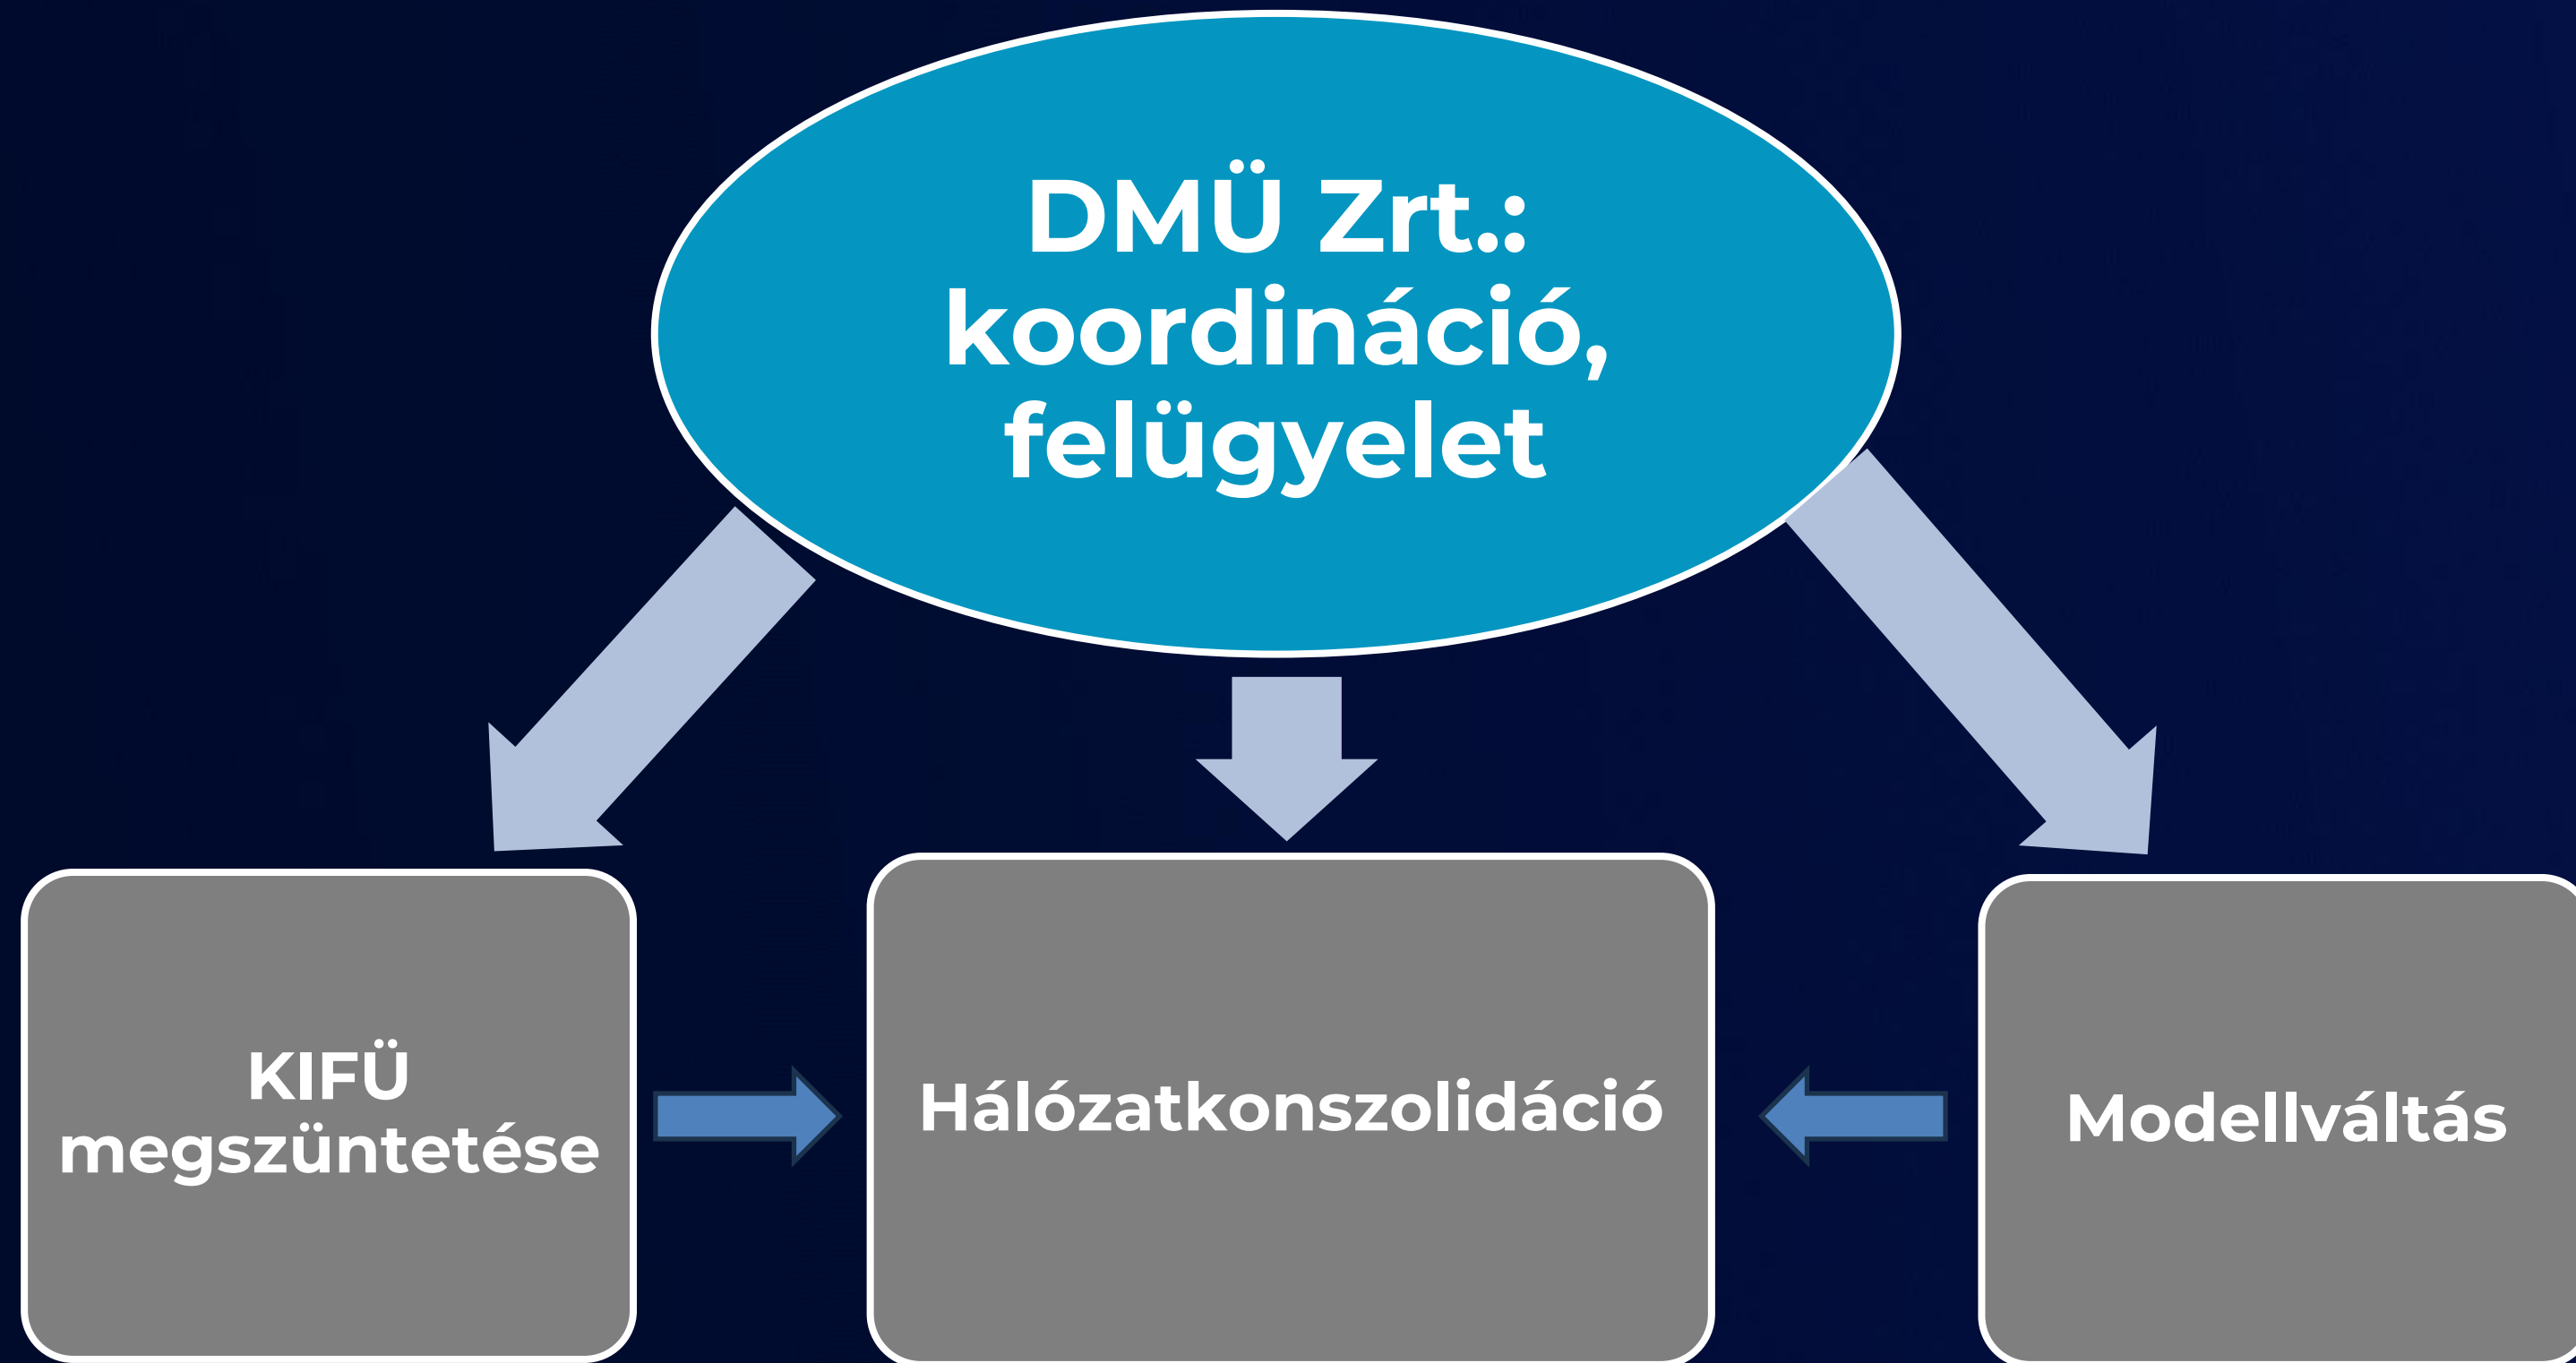 DMÜ Zrt.:
koordináció,
felügyelet
KIFÜ
megszüntetése
Hálózatkonszolidáció
Modellváltás